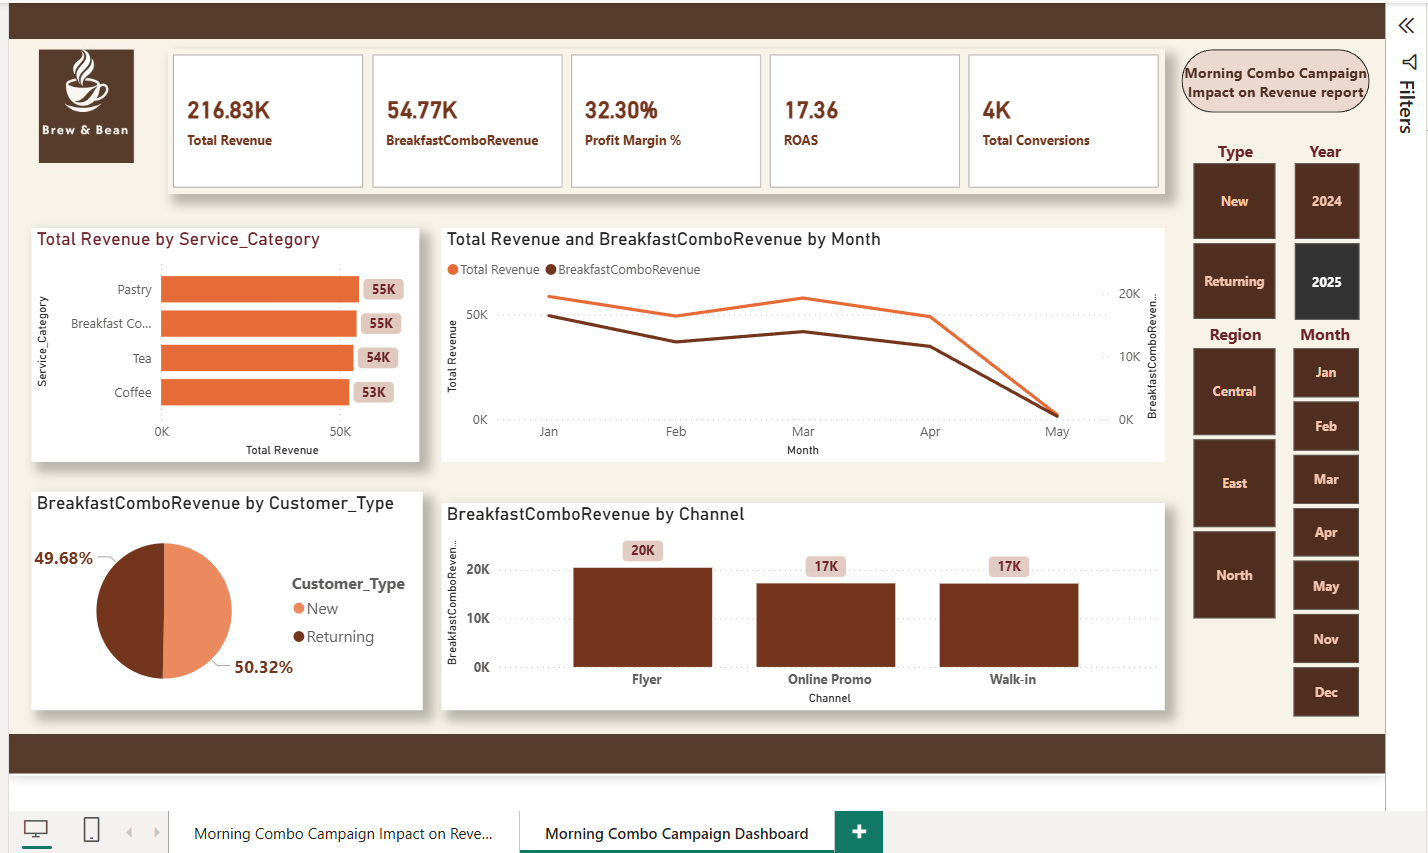 Brew & Bean
216.83K
Total Revenue
54.77K
BreakfastComboRevenue
32.30%
Profit Margin %
17.36
ROAS
4K
Total Conversions
Morning Combo Campaign
Impact on Revenue report
Filters
Type
New
Returning
Year
2024
2025
Region
Central
East
North
Month
Jan
Feb
Mar
Apr
May
Nov
Dec
Total Revenue by Service_Category
Service_Category
Pastry
55K
Breakfast Co...
55K
Tea
54K
Coffee
53K
0K
50K
Total Revenue
Total Revenue and BreakfastComboRevenue by Month
Total Revenue
BreakfastComboRevenue
Total Revenue
50K
0K
20K
10K
0K
BreakfastComboReven...
Jan
Feb
Mar
Apr
May
Month
BreakfastComboRevenue by Customer_Type
49.68%
50.32%
Customer_Type
New
Returning
BreakfastComboRevenue by Channel
BreakfastComboReven...
20K
10K
0K
20K
17K
17K
Flyer
Online Promo
Walk-in
Channel
Morning Combo Campaign Impact on Reve...
Morning Combo Campaign Dashboard